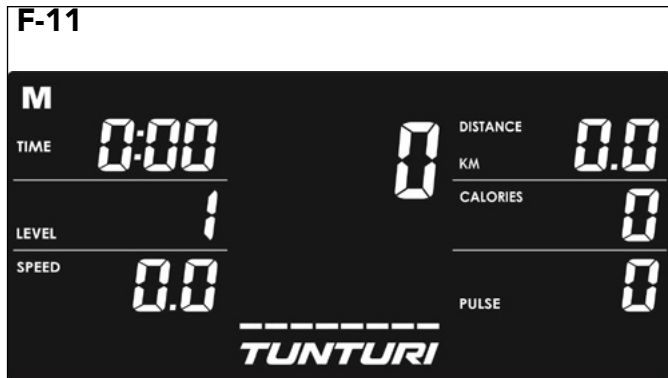 F-11
M
TIME 0:00
LEVEL 1
SPEED 0.0
0
DISTANCE
KM 0.0
CALORIES 0
PULSE 0
TUNTURI